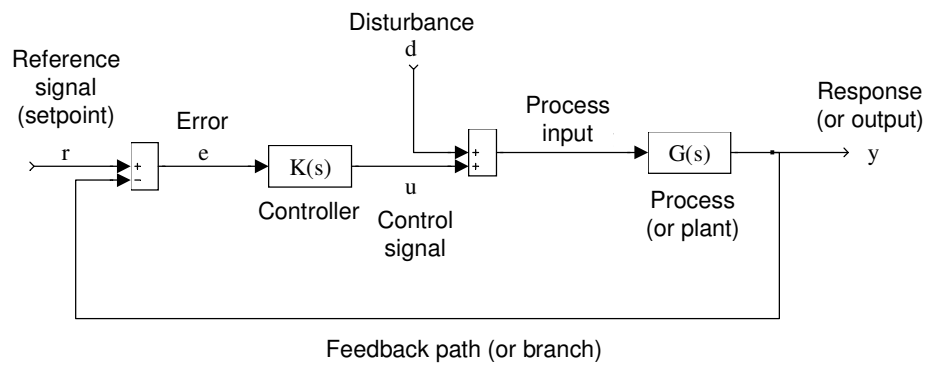 Disturbance
d
Reference
signal
(setpoint)
r
Error
e
+
−
K(s)
Controller
u
Control
signal
+
+
Process
input
G(s)
Process
(or plant)
Response
(or output)
y
Feedback path (or branch)